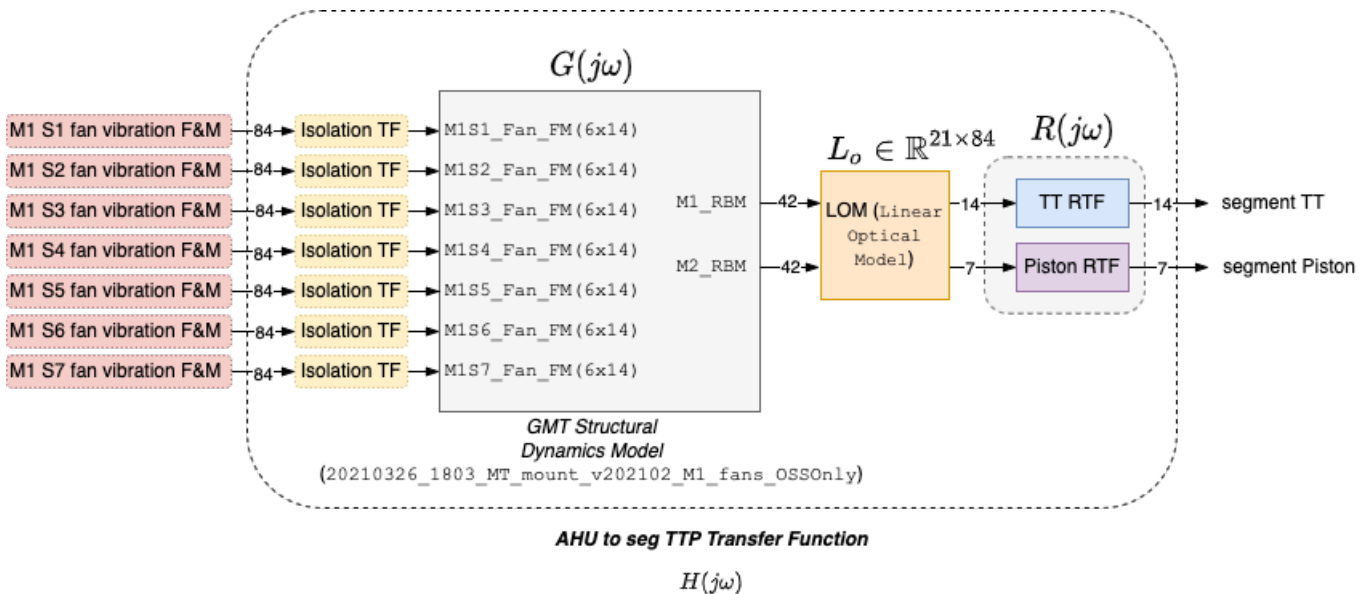 G(jω)
M1 S1 fan vibration F&M 84 Isolation TF M1S1_Fan_FM(6x14)
M1 S2 fan vibration F&M 84 Isolation TF M1S2_Fan_FM(6x14)
M1 S3 fan vibration F&M 84 Isolation TF M1S3_Fan_FM(6x14)
M1 S4 fan vibration F&M 84 Isolation TF M1S4_Fan_FM(6x14)
M1 S5 fan vibration F&M 84 Isolation TF M1S5_Fan_FM(6x14)
M1 S6 fan vibration F&M 84 Isolation TF M1S6_Fan_FM(6x14)
M1 S7 fan vibration F&M 84 Isolation TF M1S7_Fan_FM(6x14)
M1_RBM 42
M2_RBM 42
GMT Structural
Dynamics Model
(20210326_1803_MT_mount_v202102_M1_fans_OSSOnly)
L_o ∈ ℝ^{21×84}
LOM (Linear
Optical
Model)
R(jω)
14 TT RTF 14 segment TT
7 Piston RTF 7 segment Piston
AHU to seg TTP Transfer Function
H(jω)